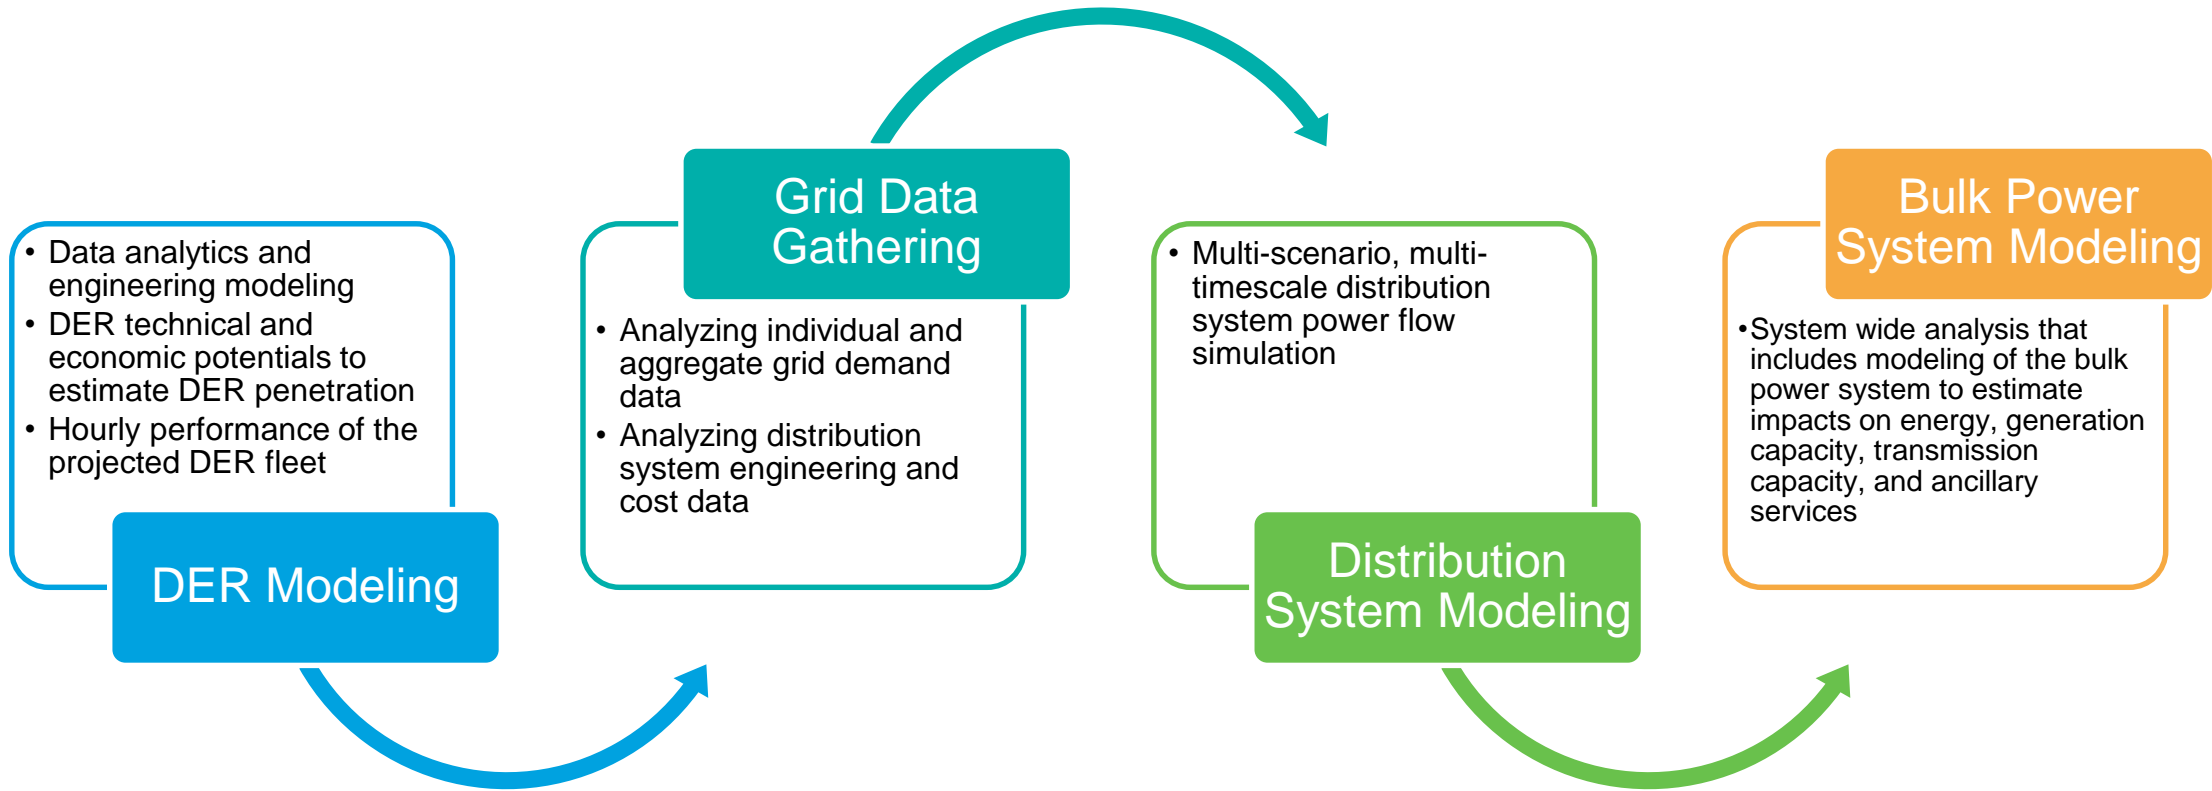 • Data analytics and
engineering modeling
• DER technical and
economic potentials to
estimate DER penetration
• Hourly performance of the
projected DER fleet
DER Modeling
Grid Data
Gathering
• Analyzing individual and
aggregate grid demand
data
• Analyzing distribution
system engineering and
cost data
• Multi-scenario, multi-
timescale distribution
system power flow
simulation
Distribution
System Modeling
Bulk Power
System Modeling
•System wide analysis that
includes modeling of the bulk
power system to estimate
impacts on energy, generation
capacity, transmission
capacity, and ancillary
services